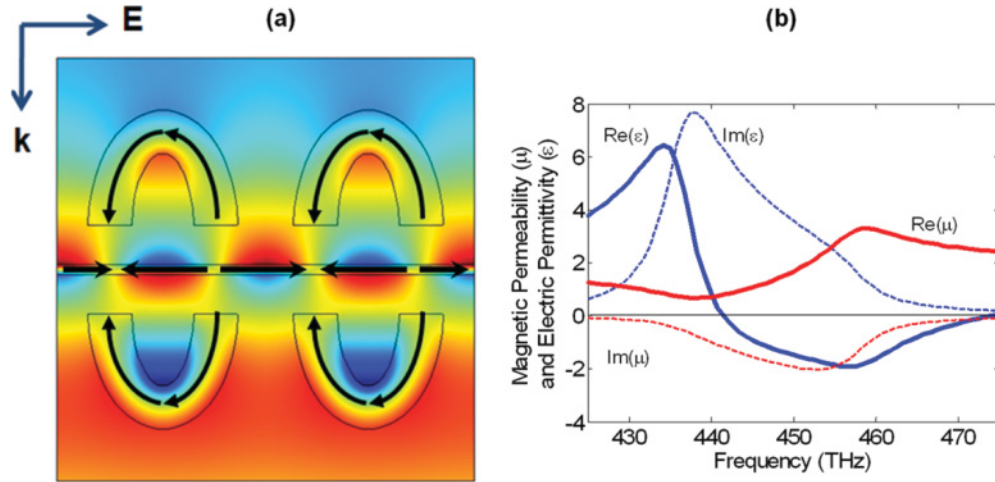 E
(a)
(b)
k
8
6
4
2
0
-2
-4
Re(ε)
Im(ε)
Re(μ)
Im(μ)
Magnetic Permeability (μ)
and Electric Permittivity (ε)
430 440 450 460 470
Frequency (THz)